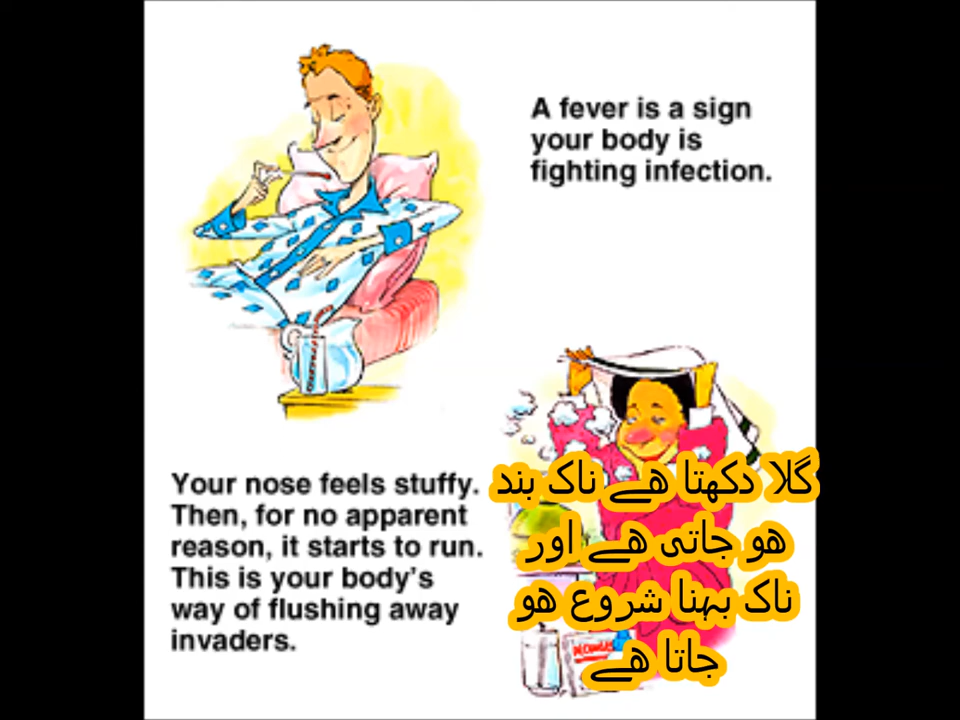 A fever is a sign
your body is
fighting infection.
Your nose feels stuffy.
Then, for no apparent
reason, it starts to run.
This is your body's
way of flushing away
invaders.
گلا دکھتا ھے ناک بند
ھو جاتی ھے اور
ناک بہنا شروع ھو
جاتا ھے